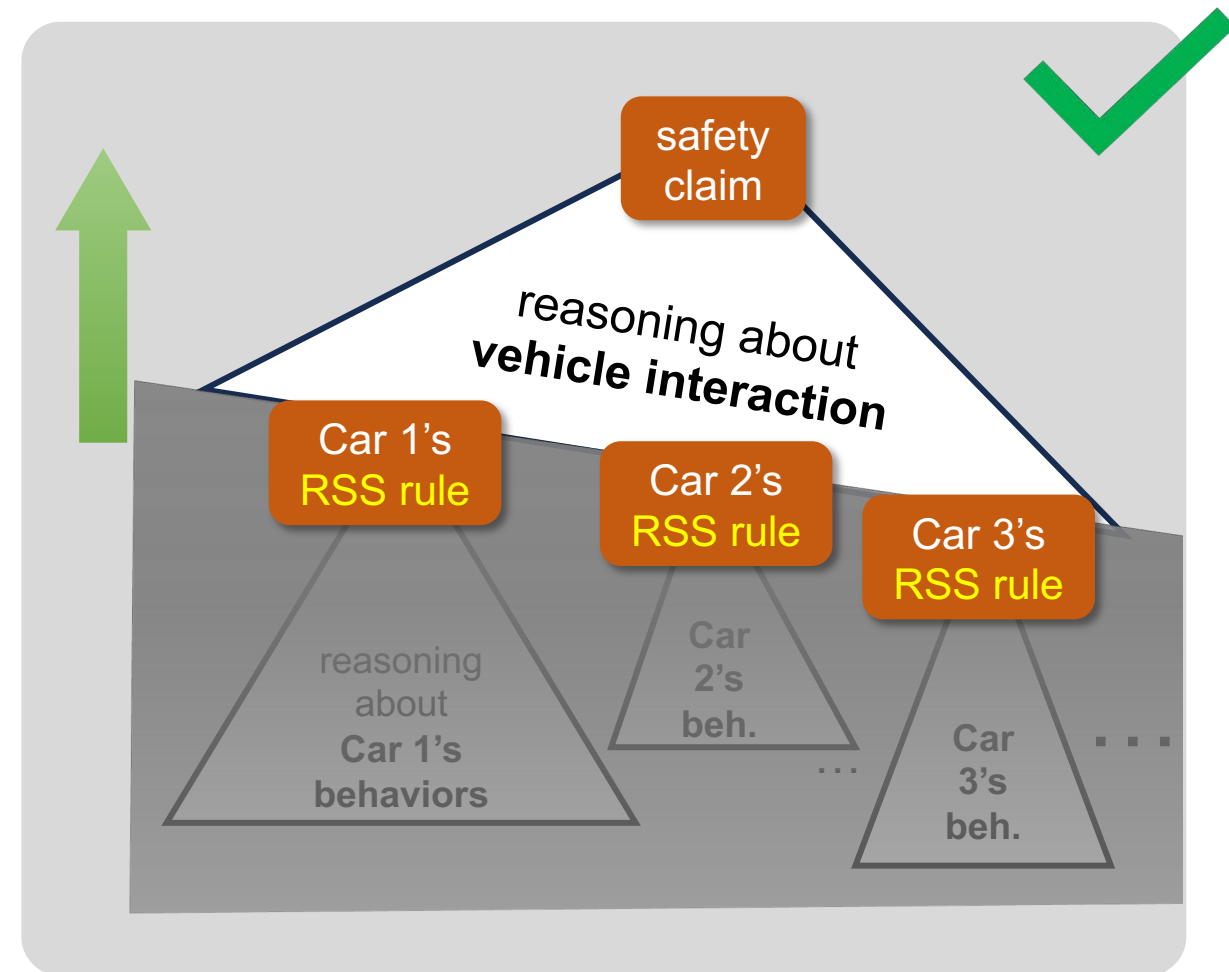 safety
claim
reasoning about
vehicle interaction
Car 1's
RSS rule
Car 2's
RSS rule
Car 3's
RSS rule
reasoning
about
Car 1's
behaviors
Car
2's
beh.
...
Car
3's
beh.
...